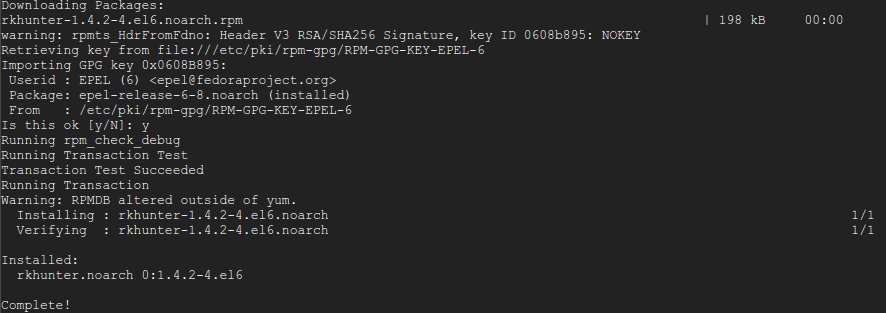 Downloading Packages:
rkhunter-1.4.2-4.el6.noarch.rpm | 198 kB 00:00
warning: rpmts_HdrFromFdno: Header V3 RSA/SHA256 Signature, key ID 0608b895: NOKEY
Retrieving key from file:///etc/pki/rpm-gpg/RPM-GPG-KEY-EPEL-6
Importing GPG key 0x0608B895:
Userid : EPEL (6) <epel@fedoraproject.org>
Package: epel-release-6-8.noarch (installed)
From : /etc/pki/rpm-gpg/RPM-GPG-KEY-EPEL-6
Is this ok [y/N]: y
Running rpm_check_debug
Running Transaction Test
Transaction Test Succeeded
Running Transaction
Warning: RPMDB altered outside of yum.
Installing : rkhunter-1.4.2-4.el6.noarch 1/1
Verifying : rkhunter-1.4.2-4.el6.noarch 1/1
Installed:
rkhunter.noarch 0:1.4.2-4.el6
Complete!